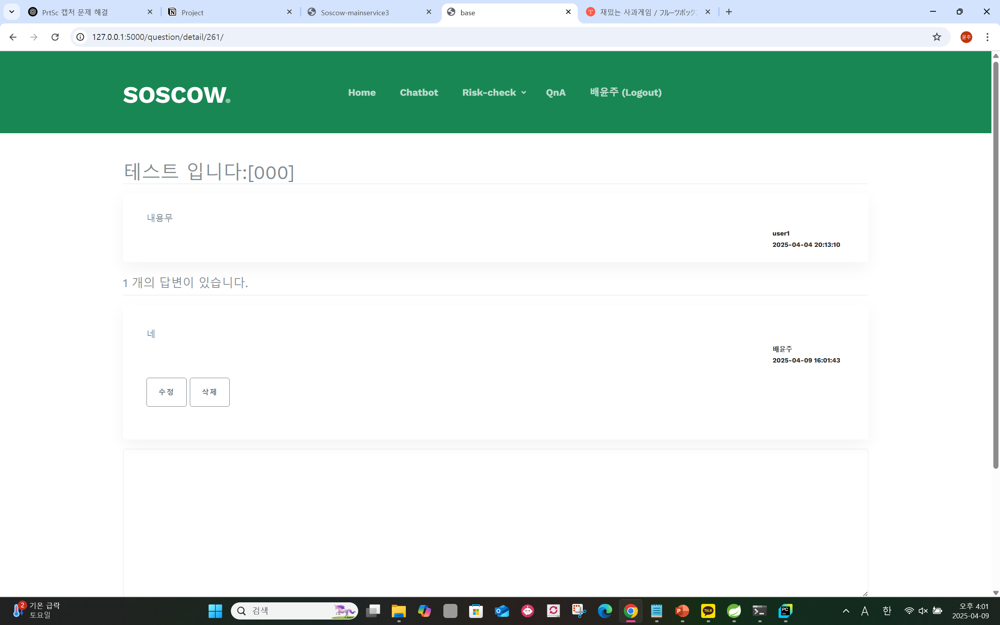 PrtSc 캡처 문제 해결
Project
Soscow-mainservice3
base
재밌는 사과게임 / フルーツボックス
127.0.0.1:5000/question/detail/261/
윤주
SOSCOW.
Home
Chatbot
Risk-check
QnA
배윤주 (Logout)
테스트 입니다:[000]
내용무
user1
2025-04-04 20:13:10
1 개의 답변이 있습니다.
네
배윤주
2025-04-09 16:01:43
수정
삭제
2
기온 급락
토요일
검색
TALK
PC
A
한
오후 4:01
2025-04-09